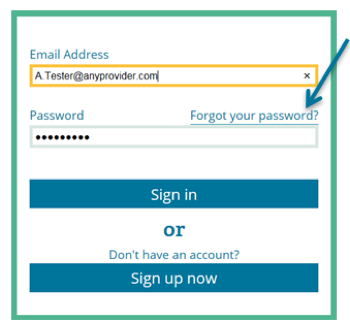 Email Address
A.Tester@anyprovider.com ×
Password Forgot your password?
•••••••••
Sign in
or
Don't have an account?
Sign up now